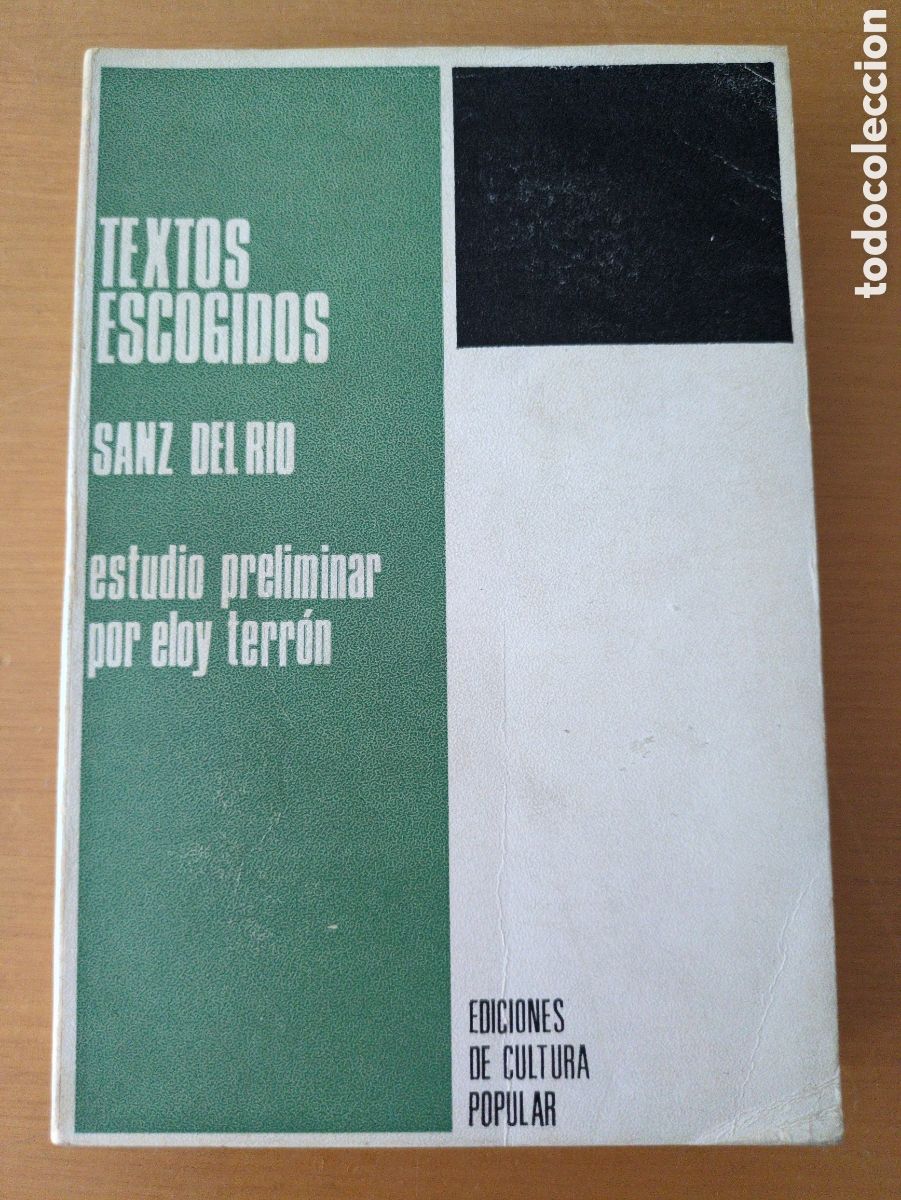 TEXTOS
ESCOGIDOS
SANZ DEL RIO
estudio preliminar
por eloy terrón
EDICIONES
DE CULTURA
POPULAR
todocoleccion